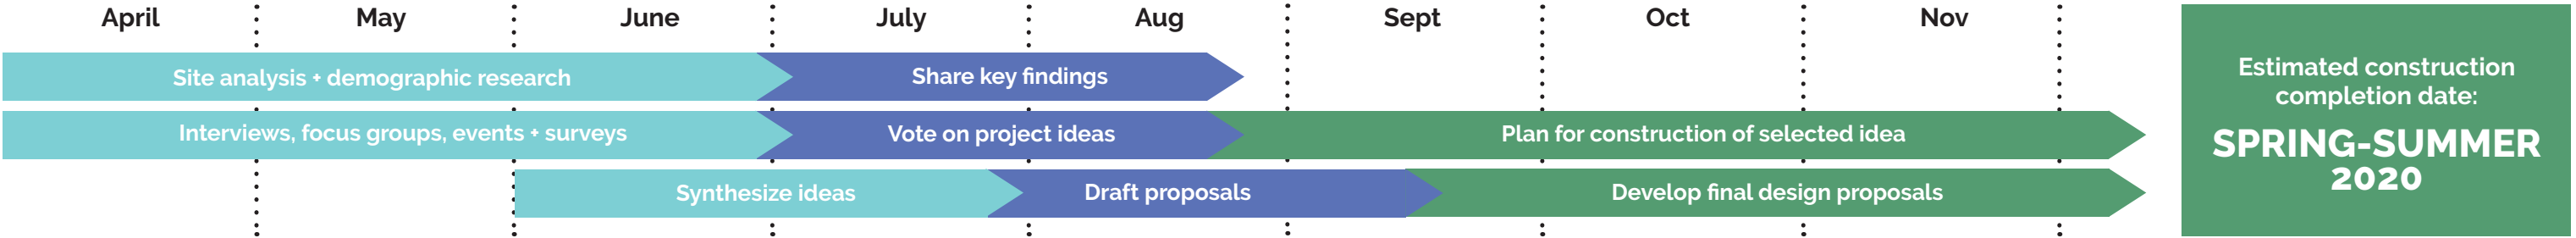 April May June July Aug Sept Oct Nov
Site analysis + demographic research Share key findings
Interviews, focus groups, events + surveys Vote on project ideas Plan for construction of selected idea
Synthesize ideas Draft proposals Develop final design proposals
Estimated construction
completion date:
SPRING-SUMMER
2020